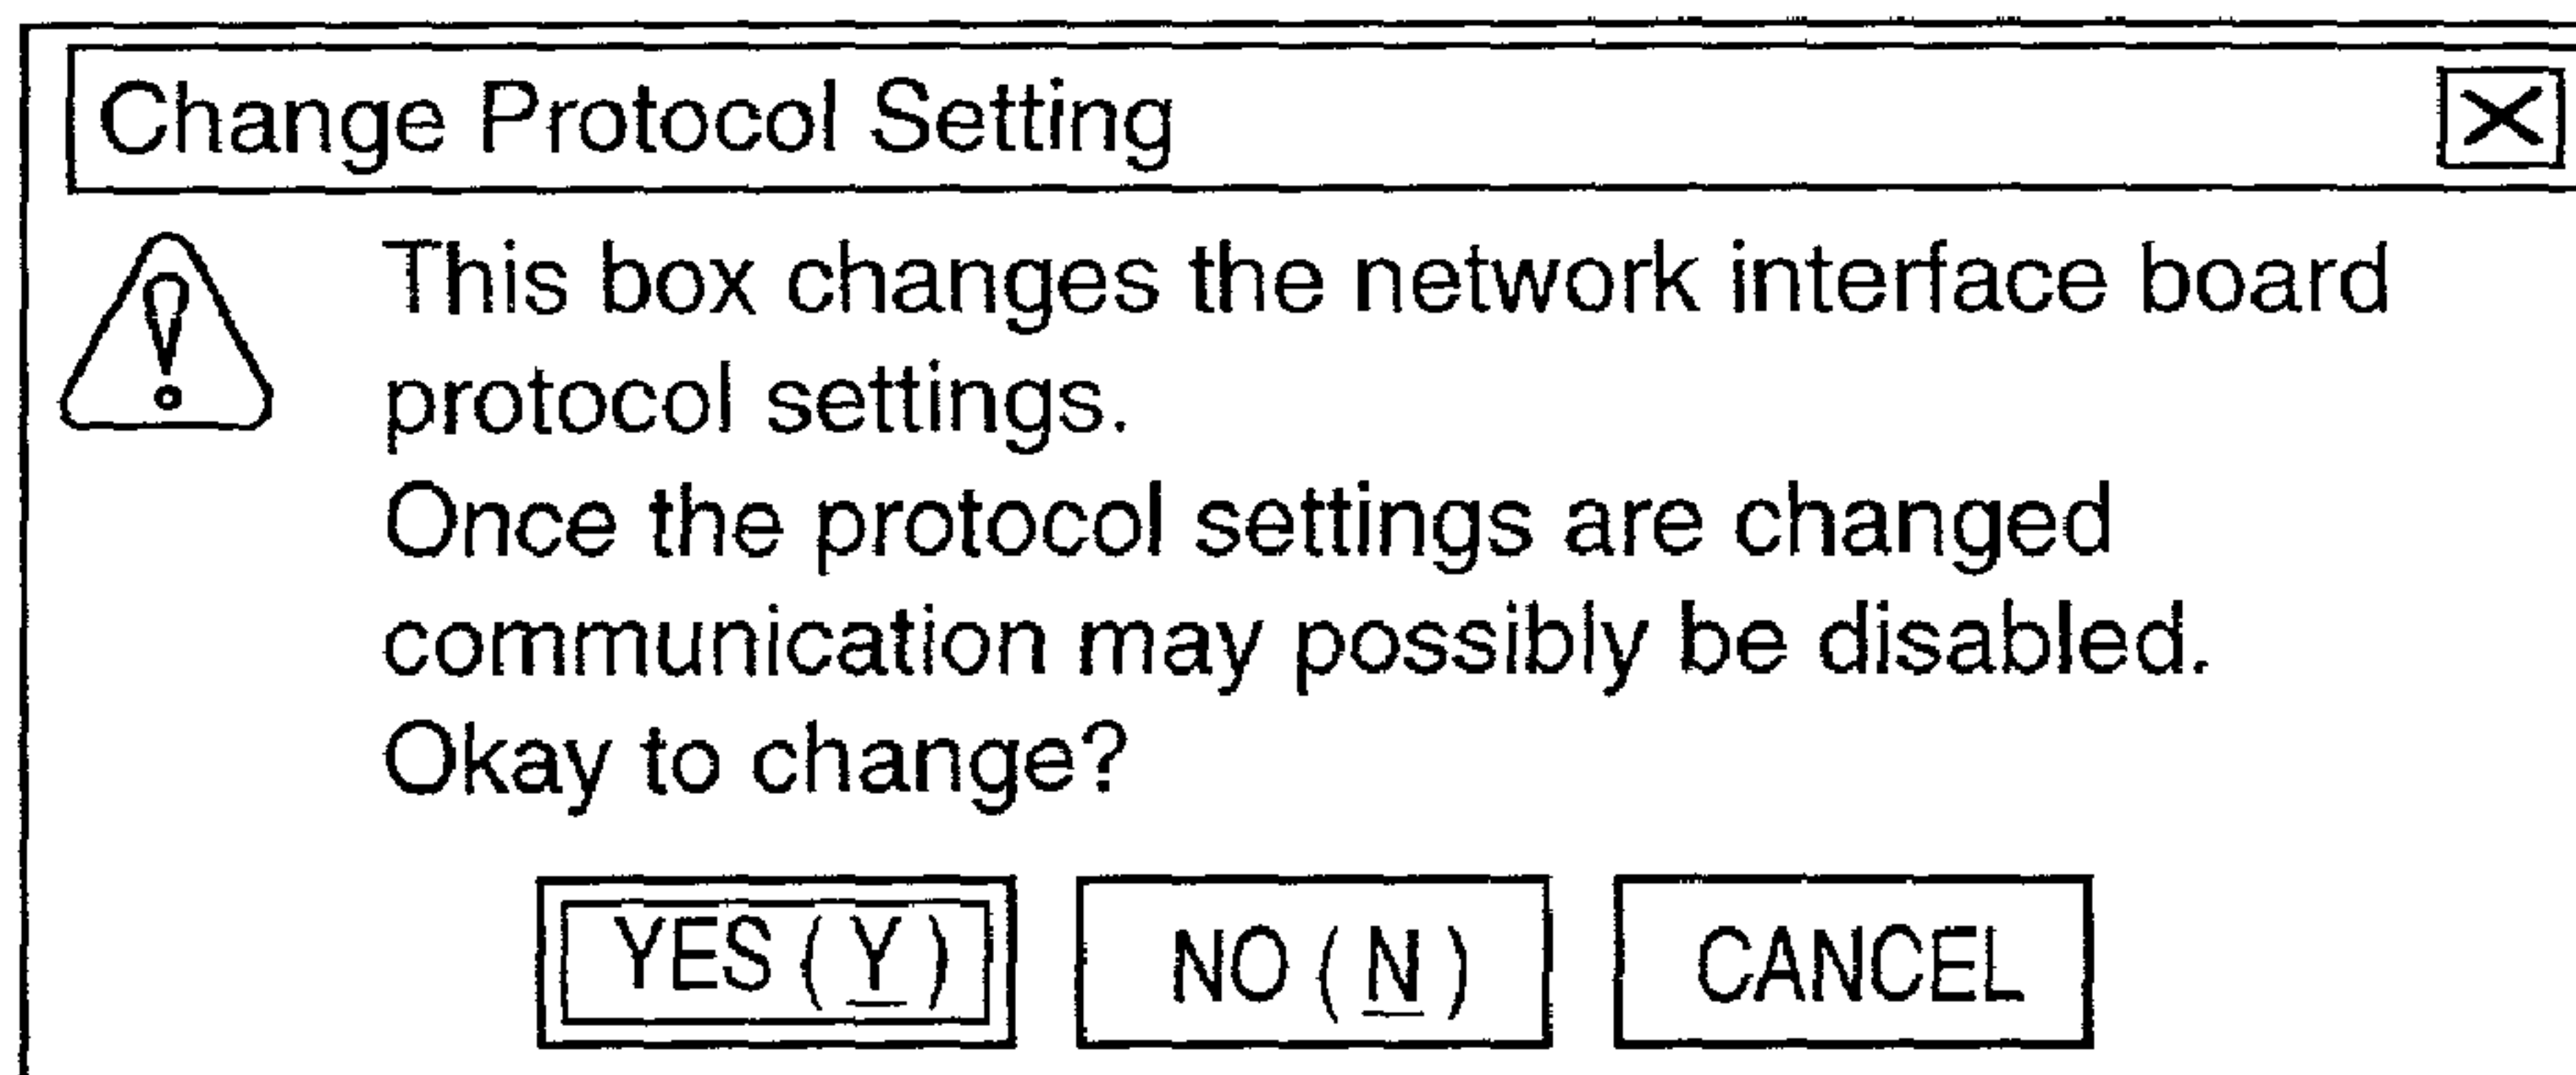 Change Protocol Setting
This box changes the network interface board
protocol settings.
Once the protocol settings are changed
communication may possibly be disabled.
Okay to change?
YES ( Y ) NO ( N ) CANCEL